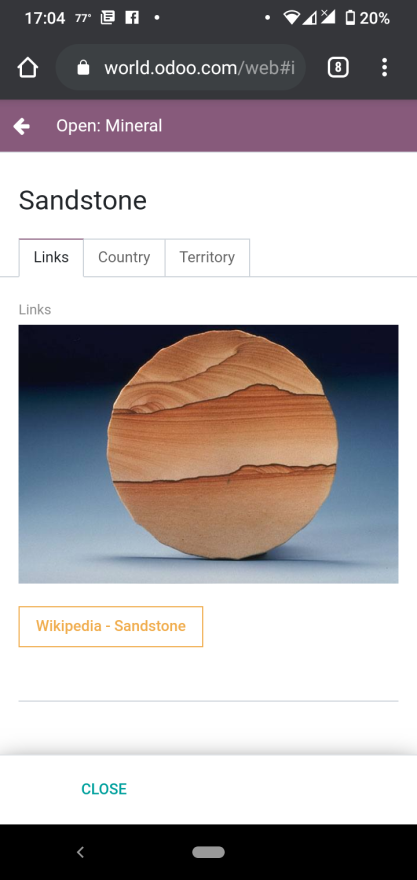 17:04 77° 20%
world.odoo.com/web#i 8
Open: Mineral
Sandstone
Links Country Territory
Links
Wikipedia - Sandstone
CLOSE